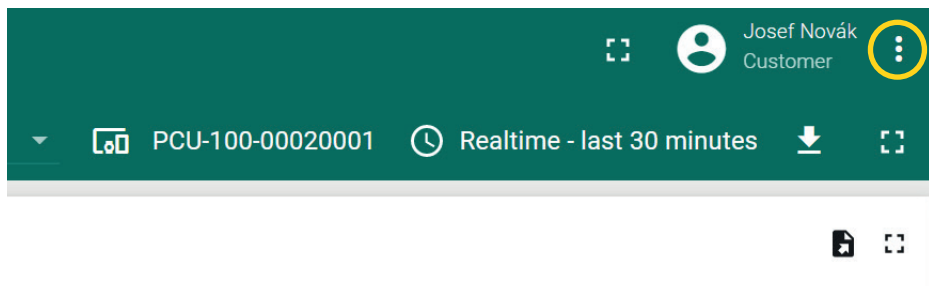 Josef Novák
Customer
PCU-100-00020001 Realtime - last 30 minutes